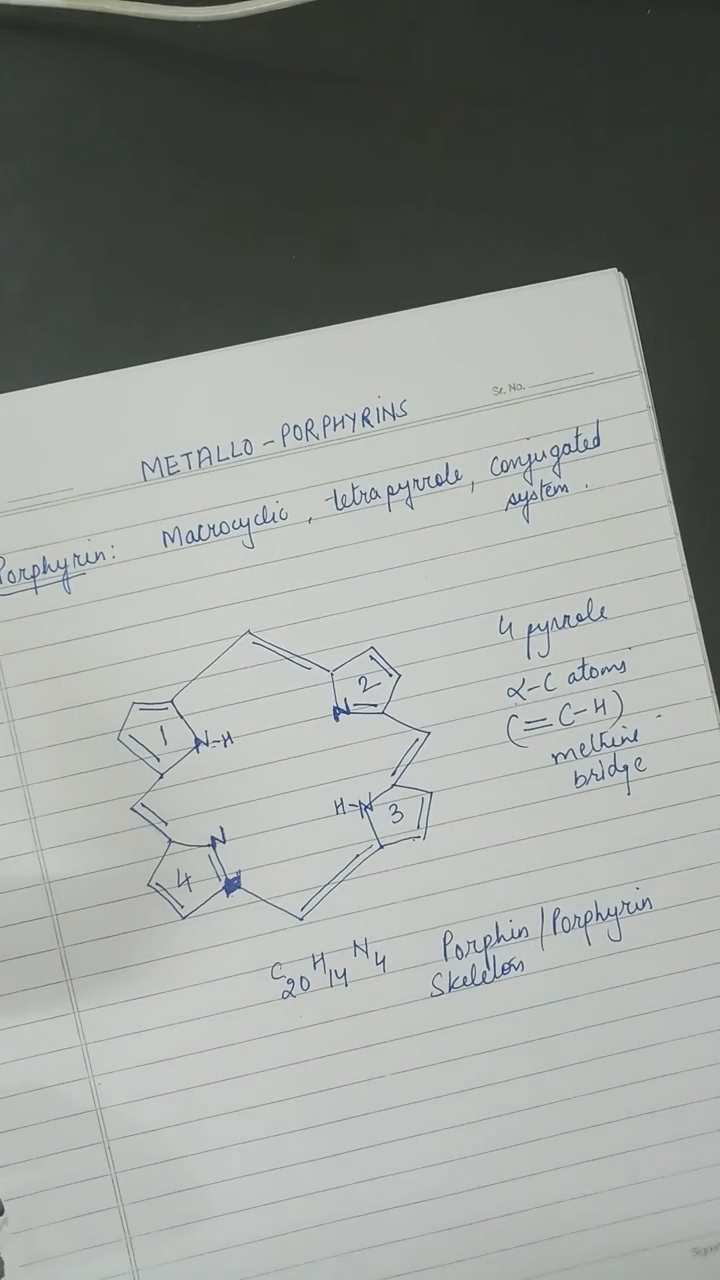 Sr. No.
METALLO-PORPHYRINS
Porphyrin: Macrocyclic, tetrapyrrole, conjugated
system.
4 pyrrole
α-C atoms
(=C-H)
methine
bridge
2
N
1
N-H
H-N
3
N
4
C20H14N4 Porphin/Porphyrin
Skeleton